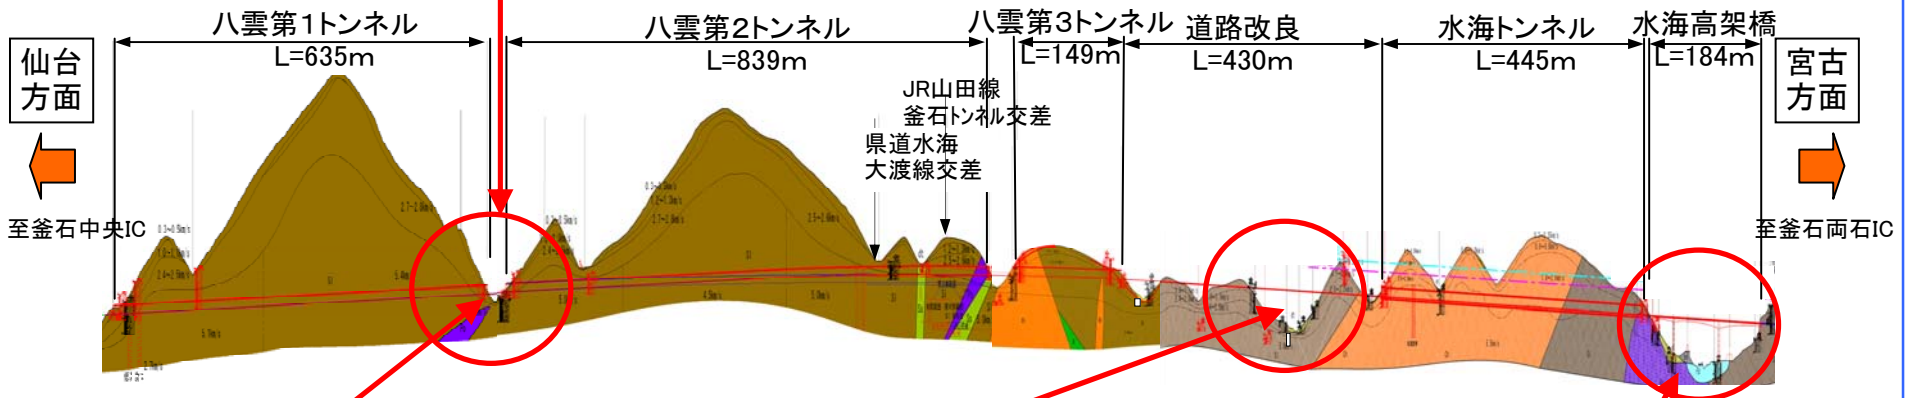 八雲第1トンネル
L=635m
八雲第2トンネル
L=839m
八雲第3トンネル
L=149m
道路改良
L=430m
水海トンネル
L=445m
水海高架橋
L=184m
仙台
方面
宮古
方面
JR山田線
釜石トンネル交差
県道水海
大渡線交差
至釜石中央IC
至釜石両石IC